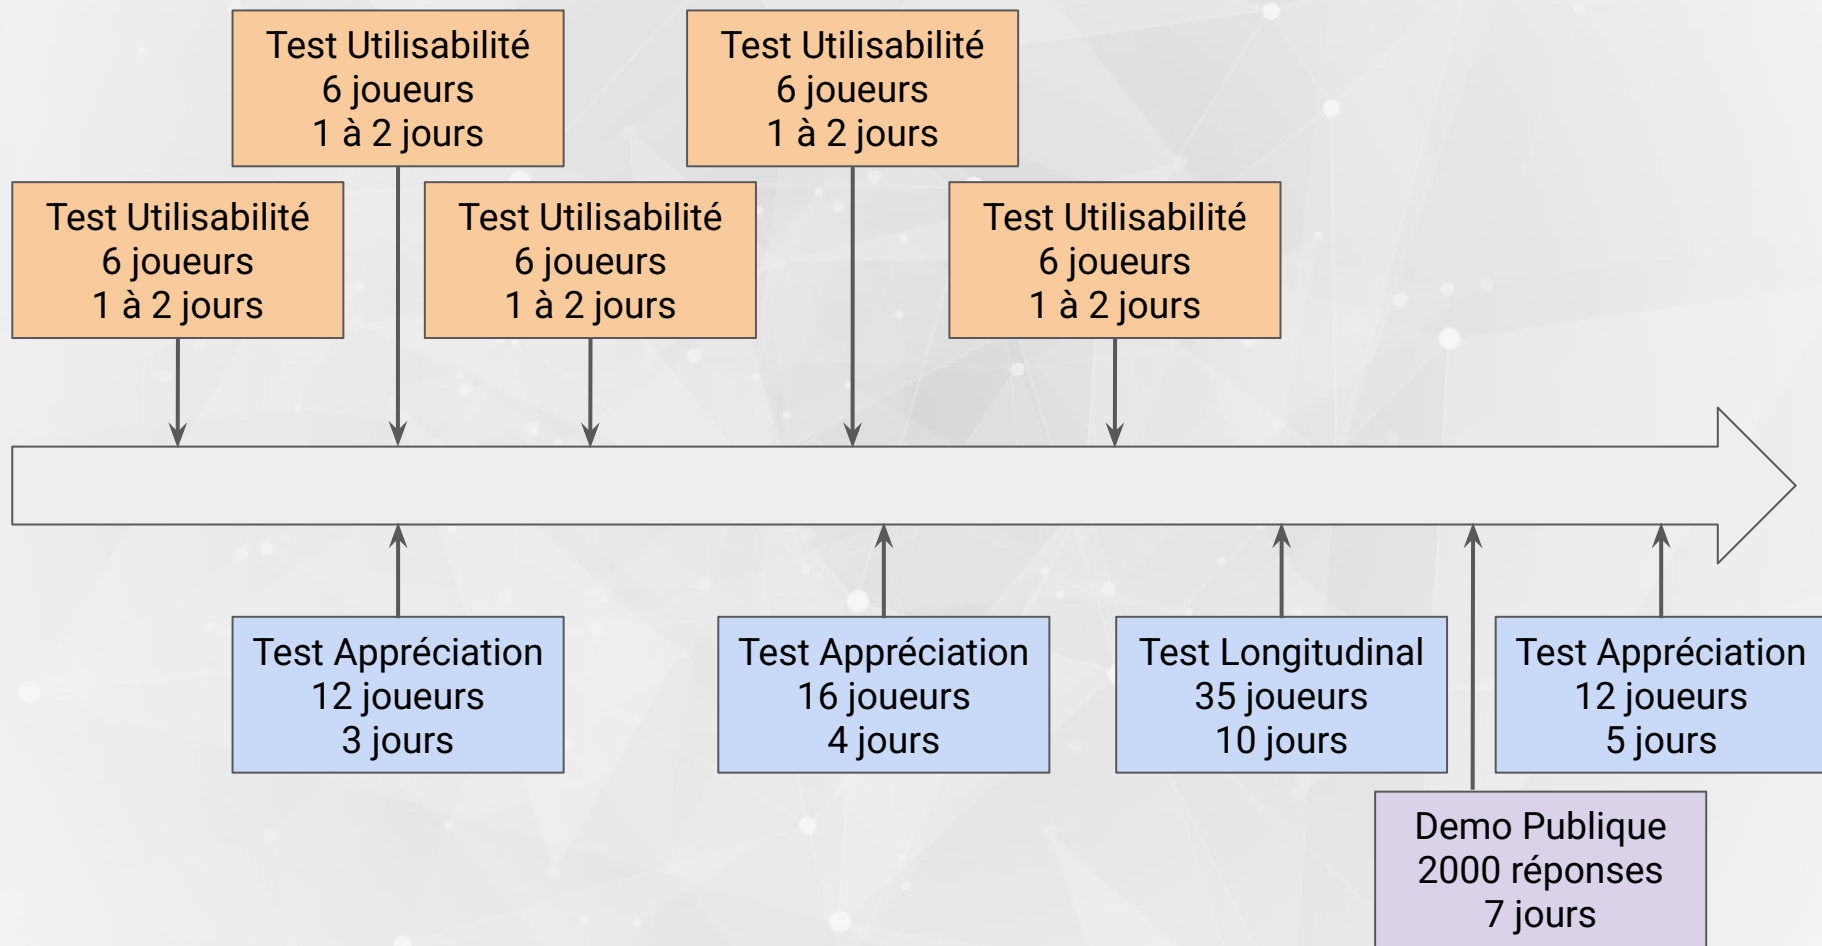 Test Utilisabilité
6 joueurs
1 à 2 jours
Test Utilisabilité
6 joueurs
1 à 2 jours
Test Utilisabilité
6 joueurs
1 à 2 jours
Test Utilisabilité
6 joueurs
1 à 2 jours
Test Utilisabilité
6 joueurs
1 à 2 jours
Test Appréciation
12 joueurs
3 jours
Test Appréciation
16 joueurs
4 jours
Test Longitudinal
35 joueurs
10 jours
Test Appréciation
12 joueurs
5 jours
Demo Publique
2000 réponses
7 jours